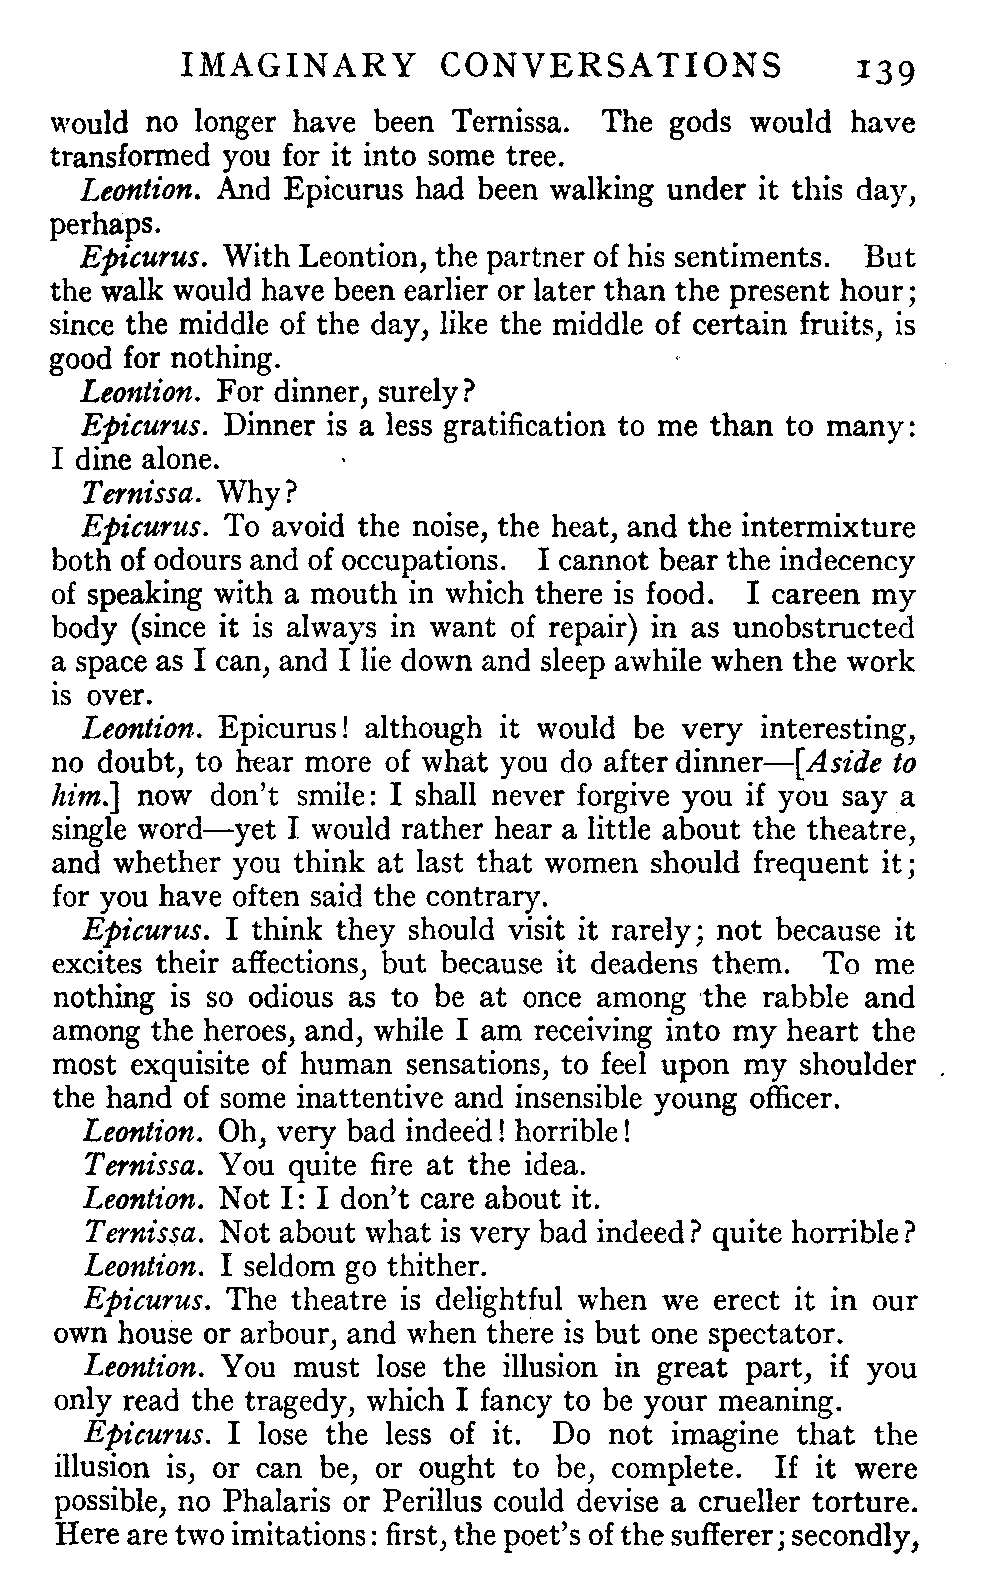 IMAGINARY CONVERSATIONS 139
would no longer have been Ternissa. The gods would have
transformed you for it into some tree.
Leontion. And Epicurus had been walking under it this day,
perhaps.
Epicurus. With Leontion, the partner of his sentiments. But
the walk would have been earlier or later than the present hour;
since the middle of the day, like the middle of certain fruits, is
good for nothing.
Leontion. For dinner, surely?
Epicurus. Dinner is a less gratification to me than to many:
I dine alone.
Ternissa. Why?
Epicurus. To avoid the noise, the heat, and the intermixture
both of odours and of occupations. I cannot bear the indecency
of speaking with a mouth in which there is food. I careen my
body (since it is always in want of repair) in as unobstructed
a space as I can, and I lie down and sleep awhile when the work
is over.
Leontion. Epicurus! although it would be very interesting,
no doubt, to hear more of what you do after dinner—[Aside to
him.] now don't smile: I shall never forgive you if you say a
single word—yet I would rather hear a little about the theatre,
and whether you think at last that women should frequent it;
for you have often said the contrary.
Epicurus. I think they should visit it rarely; not because it
excites their affections, but because it deadens them. To me
nothing is so odious as to be at once among the rabble and
among the heroes, and, while I am receiving into my heart the
most exquisite of human sensations, to feel upon my shoulder
the hand of some inattentive and insensible young officer.
Leontion. Oh, very bad indeed! horrible!
Ternissa. You quite fire at the idea.
Leontion. Not I: I don't care about it.
Ternissa. Not about what is very bad indeed? quite horrible?
Leontion. I seldom go thither.
Epicurus. The theatre is delightful when we erect it in our
own house or arbour, and when there is but one spectator.
Leontion. You must lose the illusion in great part, if you
only read the tragedy, which I fancy to be your meaning.
Epicurus. I lose the less of it. Do not imagine that the
illusion is, or can be, or ought to be, complete. If it were
possible, no Phalaris or Perillus could devise a crueller torture.
Here are two imitations: first, the poet's of the sufferer; secondly,